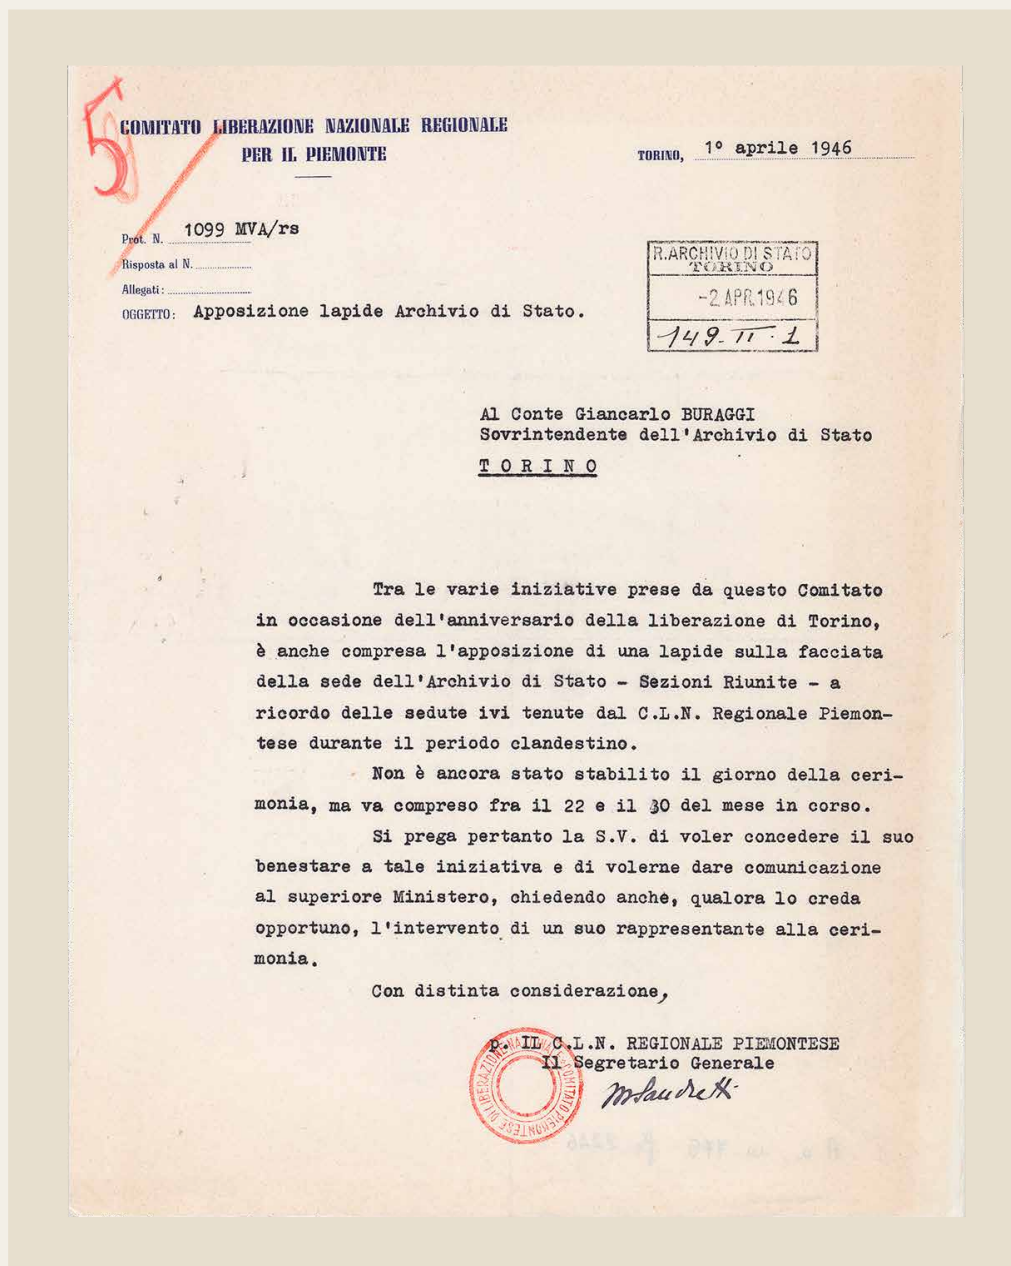 5
COMITATO LIBERAZIONE NAZIONALE REGIONALE
PER IL PIEMONTE
TORINO, 1º aprile 1946
Prot. N. 1099 MVA/rs
Risposta al N.
Allegati:
OGGETTO: Apposizione lapide Archivio di Stato.
R. ARCHIVIO DI STATO
TORINO
-2 APR. 1946
149-II·1
Al Conte Giancarlo BURAGGI
Sovrintendente dell'Archivio di Stato
T O R I N O
Tra le varie iniziative prese da questo Comitato
in occasione dell'anniversario della liberazione di Torino,
è anche compresa l'apposizione di una lapide sulla facciata
della sede dell'Archivio di Stato - Sezioni Riunite - a
ricordo delle sedute ivi tenute dal C.L.N. Regionale Piemon-
tese durante il periodo clandestino.
Non è ancora stato stabilito il giorno della ceri-
monia, ma va compreso fra il 22 e il 30 del mese in corso.
Si prega pertanto la S.V. di voler concedere il suo
benestare a tale iniziativa e di volerne dare comunicazione
al superiore Ministero, chiedendo anche, qualora lo creda
opportuno, l'intervento di un suo rappresentante alla ceri-
monia.
Con distinta considerazione,
p. IL C.L.N. REGIONALE PIEMONTESE
Il Segretario Generale
COMITATO PIEMONTESE DI LIBERAZIONE NAZIONALE